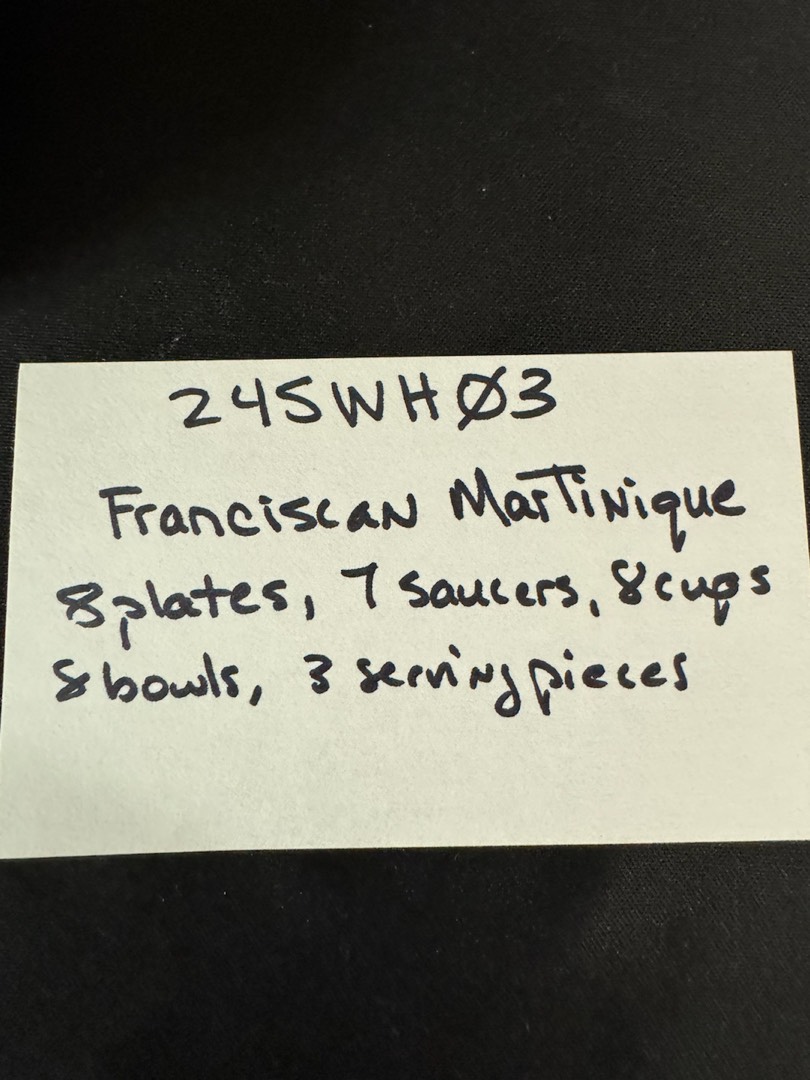 245WHØ3
Franciscan Martinique
8 plates, 7 saucers, 8 cups
8 bowls, 3 serving pieces